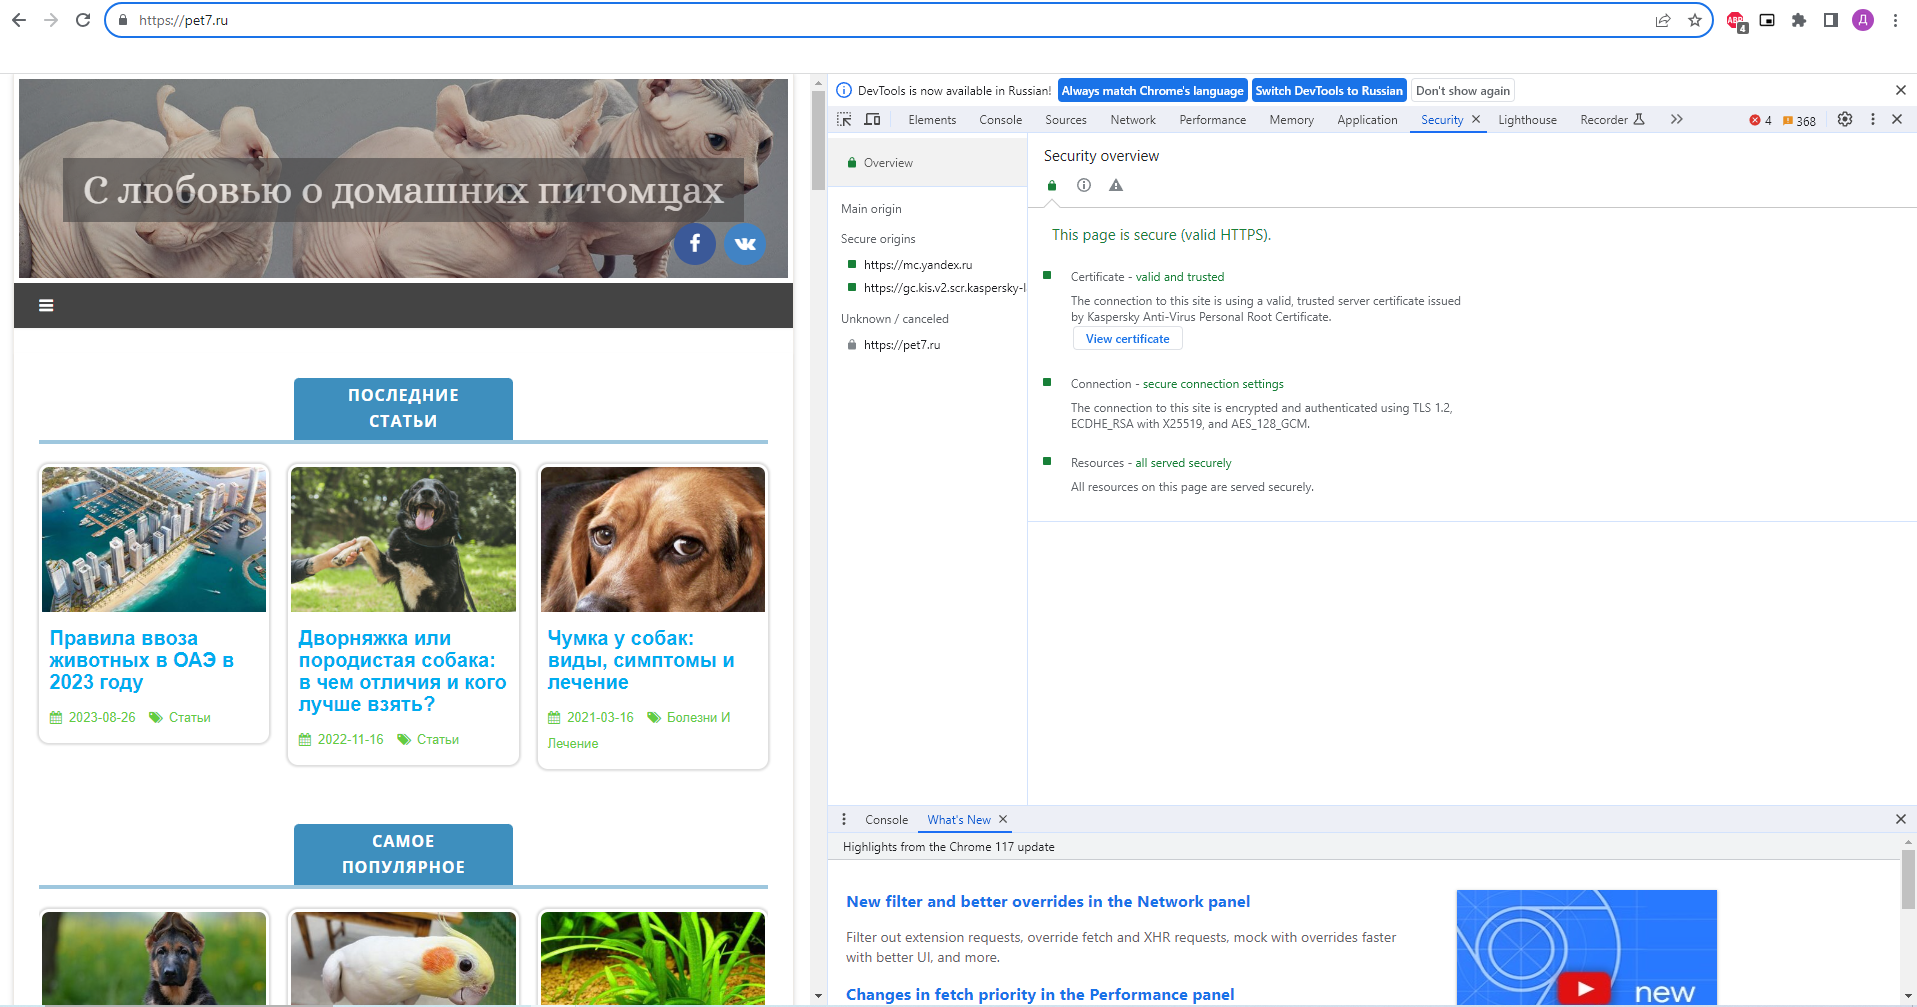 https://pet7.ru
ABP
4
Д
С любовью о домашних питомцах
ПОСЛЕДНИЕ
СТАТЬИ
Правила ввоза
животных в ОАЭ в
2023 году
2023-08-26 Статьи
Дворняжка или
породистая собака:
в чем отличия и кого
лучше взять?
2022-11-16 Статьи
Чумка у собак:
виды, симптомы и
лечение
2021-03-16 Болезни И
Лечение
САМОЕ
ПОПУЛЯРНОЕ
DevTools is now available in Russian! Always match Chrome's language Switch DevTools to Russian Don't show again
Elements Console Sources Network Performance Memory Application Security Lighthouse Recorder 4 368
Overview
Main origin
Secure origins
https://mc.yandex.ru
https://gc.kis.v2.scr.kaspersky-l
Unknown / canceled
https://pet7.ru
Security overview
This page is secure (valid HTTPS).
Certificate - valid and trusted
The connection to this site is using a valid, trusted server certificate issued
by Kaspersky Anti-Virus Personal Root Certificate.
View certificate
Connection - secure connection settings
The connection to this site is encrypted and authenticated using TLS 1.2,
ECDHE_RSA with X25519, and AES_128_GCM.
Resources - all served securely
All resources on this page are served securely.
Console What's New
Highlights from the Chrome 117 update
New filter and better overrides in the Network panel
Filter out extension requests, override fetch and XHR requests, mock with overrides faster
with better UI, and more.
Changes in fetch priority in the Performance panel
new